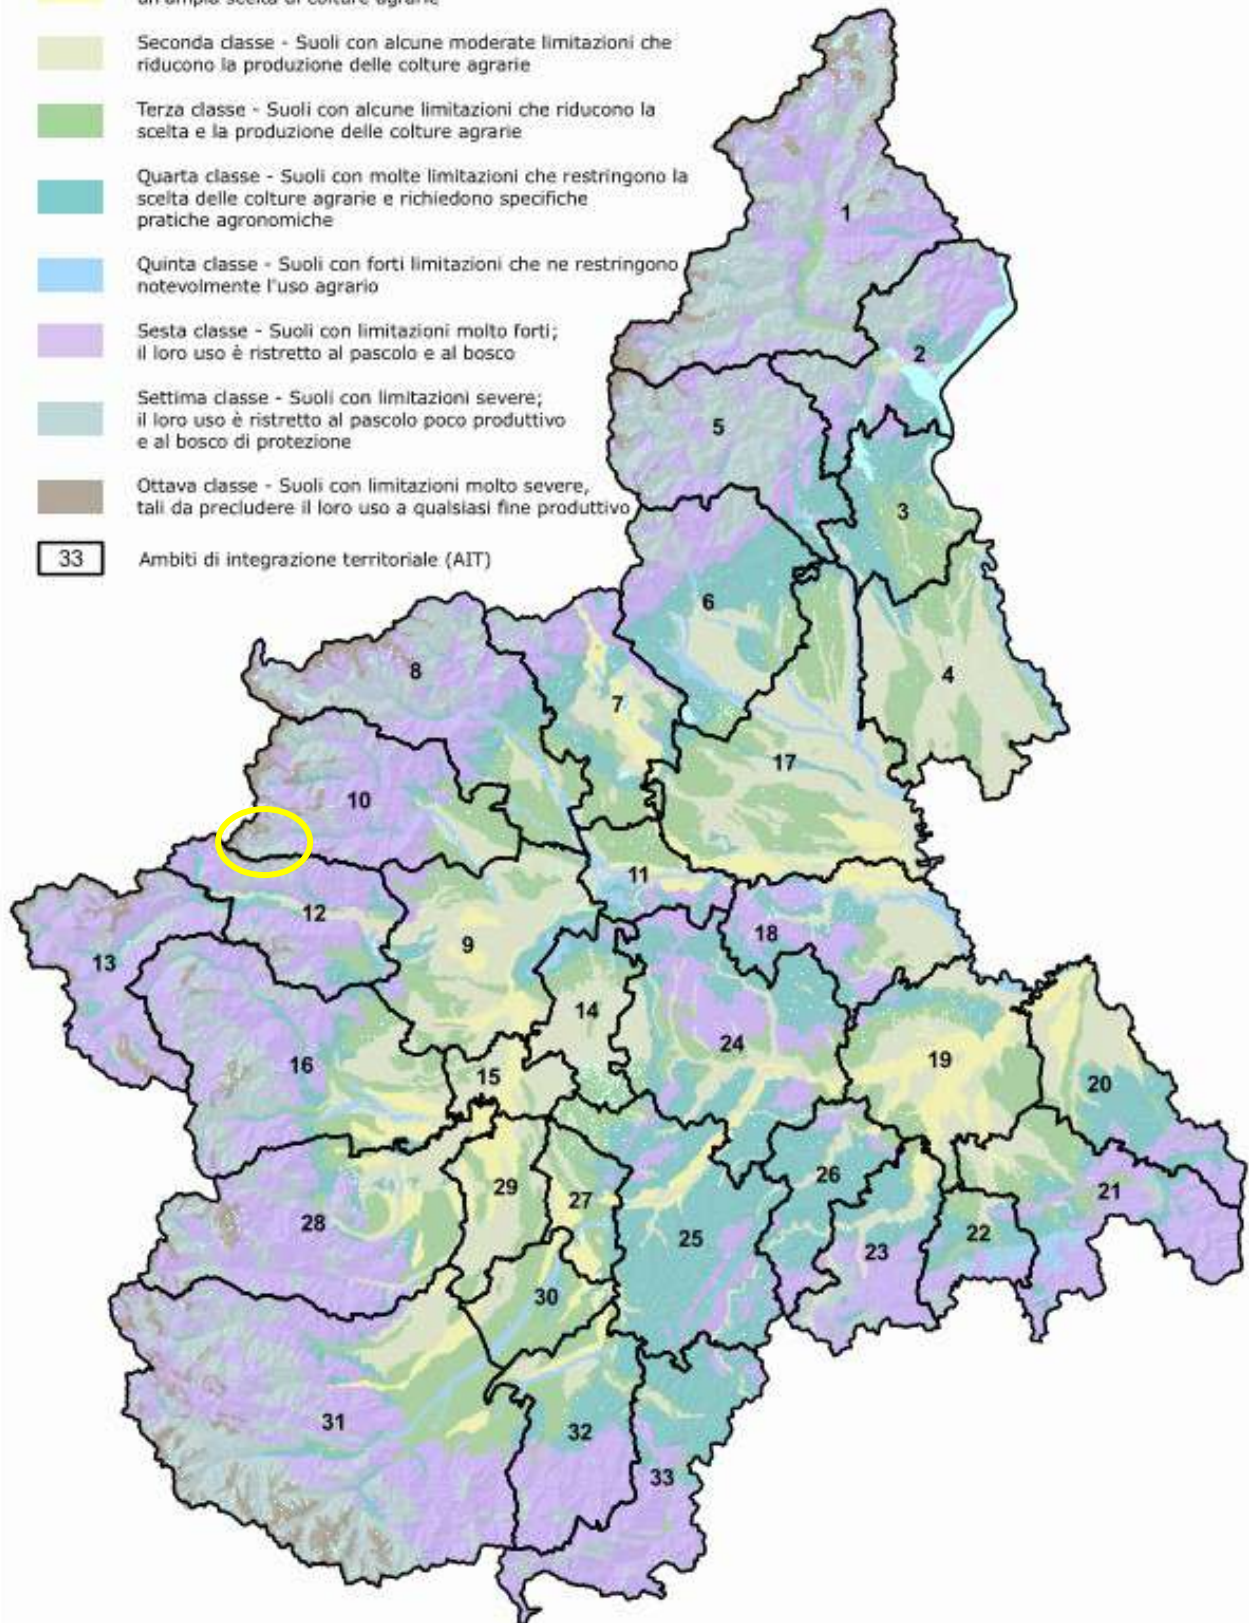 un'ampia scelta di colture agrarie
Seconda classe - Suoli con alcune moderate limitazioni che
riducono la produzione delle colture agrarie
Terza classe - Suoli con alcune limitazioni che riducono la
scelta e la produzione delle colture agrarie
Quarta classe - Suoli con molte limitazioni che restringono la
scelta delle colture agrarie e richiedono specifiche
pratiche agronomiche
Quinta classe - Suoli con forti limitazioni che ne restringono
notevolmente l'uso agrario
Sesta classe - Suoli con limitazioni molto forti;
il loro uso è ristretto al pascolo e al bosco
Settima classe - Suoli con limitazioni severe;
il loro uso è ristretto al pascolo poco produttivo
e al bosco di protezione
Ottava classe - Suoli con limitazioni molto severe,
tali da precludere il loro uso a qualsiasi fine produttivo
33
Ambiti di integrazione territoriale (AIT)
1
2
5
3
6
4
8
7
17
10
11
12
18
9
13
14
24
16
15
19
20
26
29
27
21
28
25
22
23
30
31
32
33